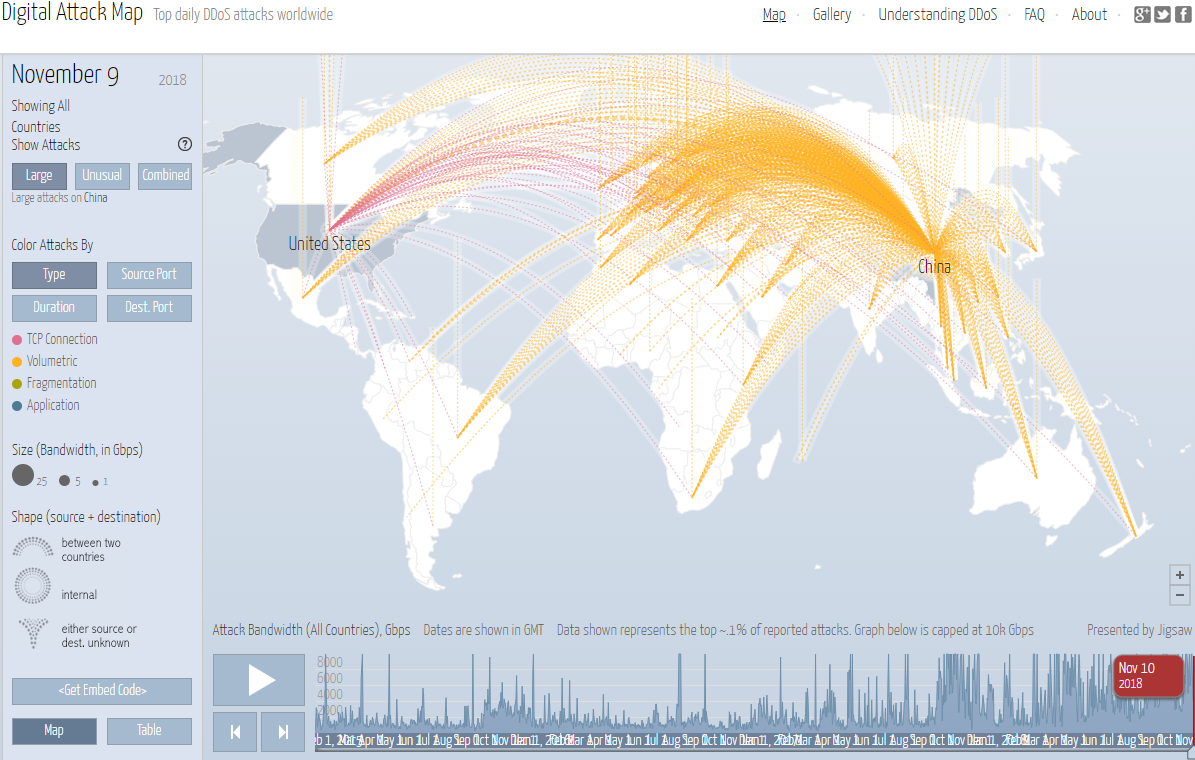 Digital Attack Map Top daily DDoS attacks worldwide
Map · Gallery · Understanding DDoS · FAQ · About ·
November 9 2018
Showing All
Countries
Show Attacks ?
Large Unusual Combined
Large attacks on China
Color Attacks By
Type Source Port
Duration Dest. Port
TCP Connection
Volumetric
Fragmentation
Application
Size (Bandwidth, in Gbps)
25 5 1
Shape (source + destination)
between two
countries
internal
either source or
dest. unknown
<Get Embed Code>
Map Table
United States
China
+
−
Attack Bandwidth (All Countries), Gbps Dates are shown in GMT Data shown represents the top ~.1% of reported attacks. Graph below is capped at 10k Gbps Presented by Jigsaw
8000
6000
4000
2000
Nov 10
2018